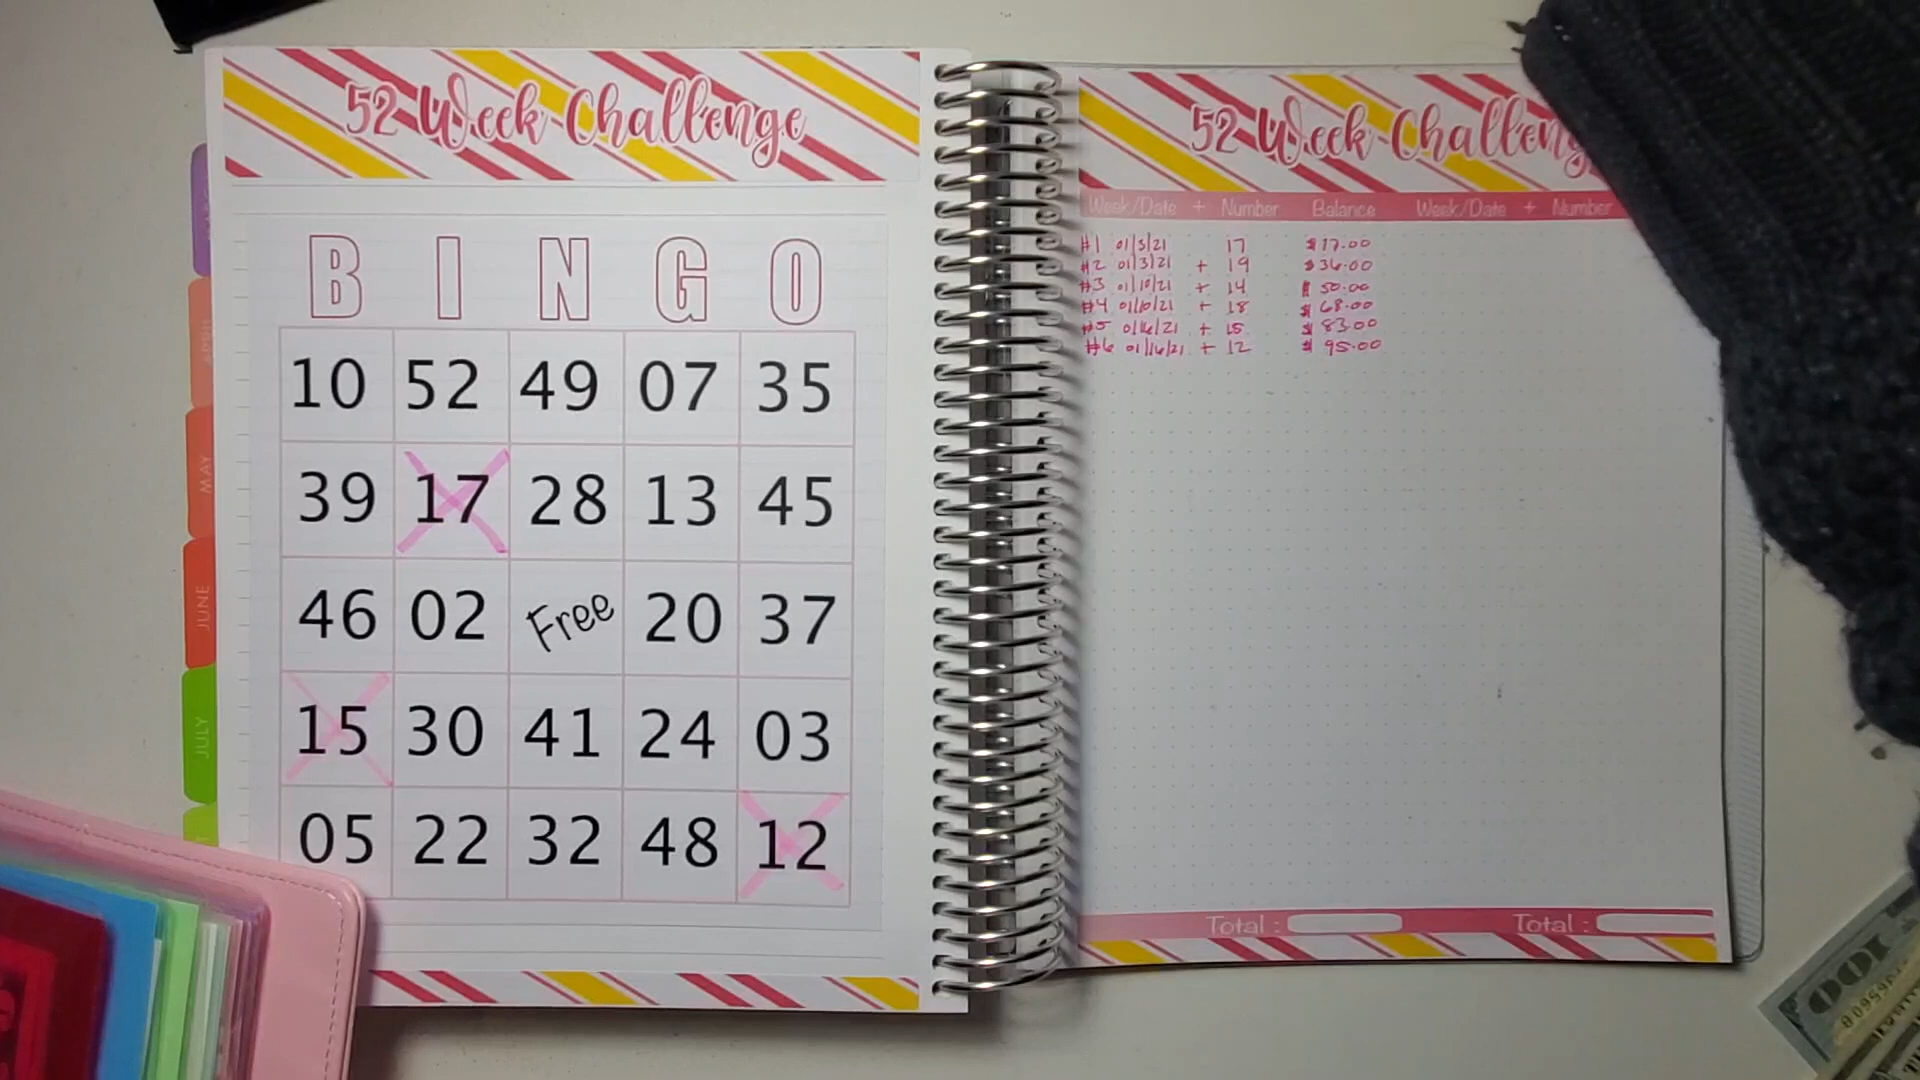 52 Week Challenge
B I N G O
10 52 49 07 35
39 17 28 13 45
46 02 Free 20 37
15 30 41 24 03
05 22 32 48 12
MAY
JUNE
JULY
52 Week Challeng
Week/Date + Number Balance Week/Date + Number
#1 01/3/21 17 $17.00
#2 01/3/21 + 19 $36.00
#3 01/10/21 + 14 $ 50.00
#4 01/10/21 + 18 $ 68.00
#5 01/16/21 + 15 $ 83.00
#6 01/16/21 + 12 $ 95.00
Total : Total :
100